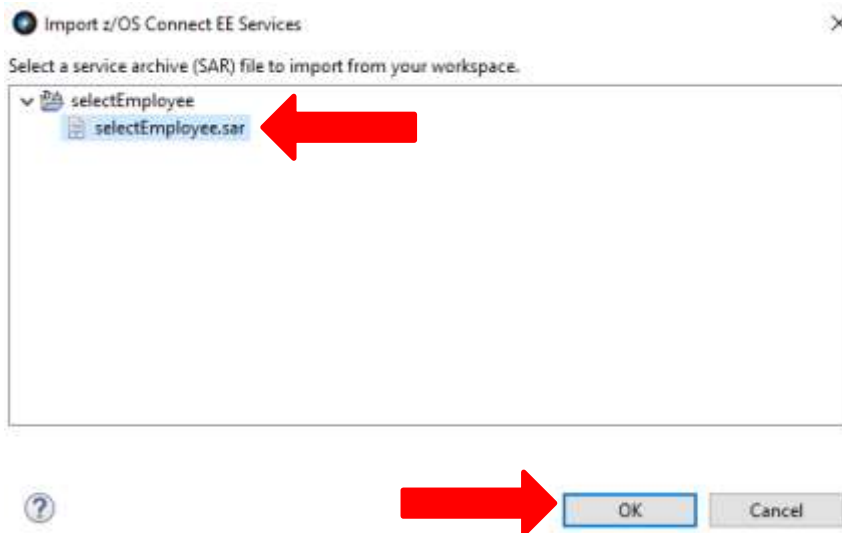 Import z/OS Connect EE Services
Select a service archive (SAR) file to import from your workspace.
selectEmployee
selectEmployee.sar
?
OK Cancel